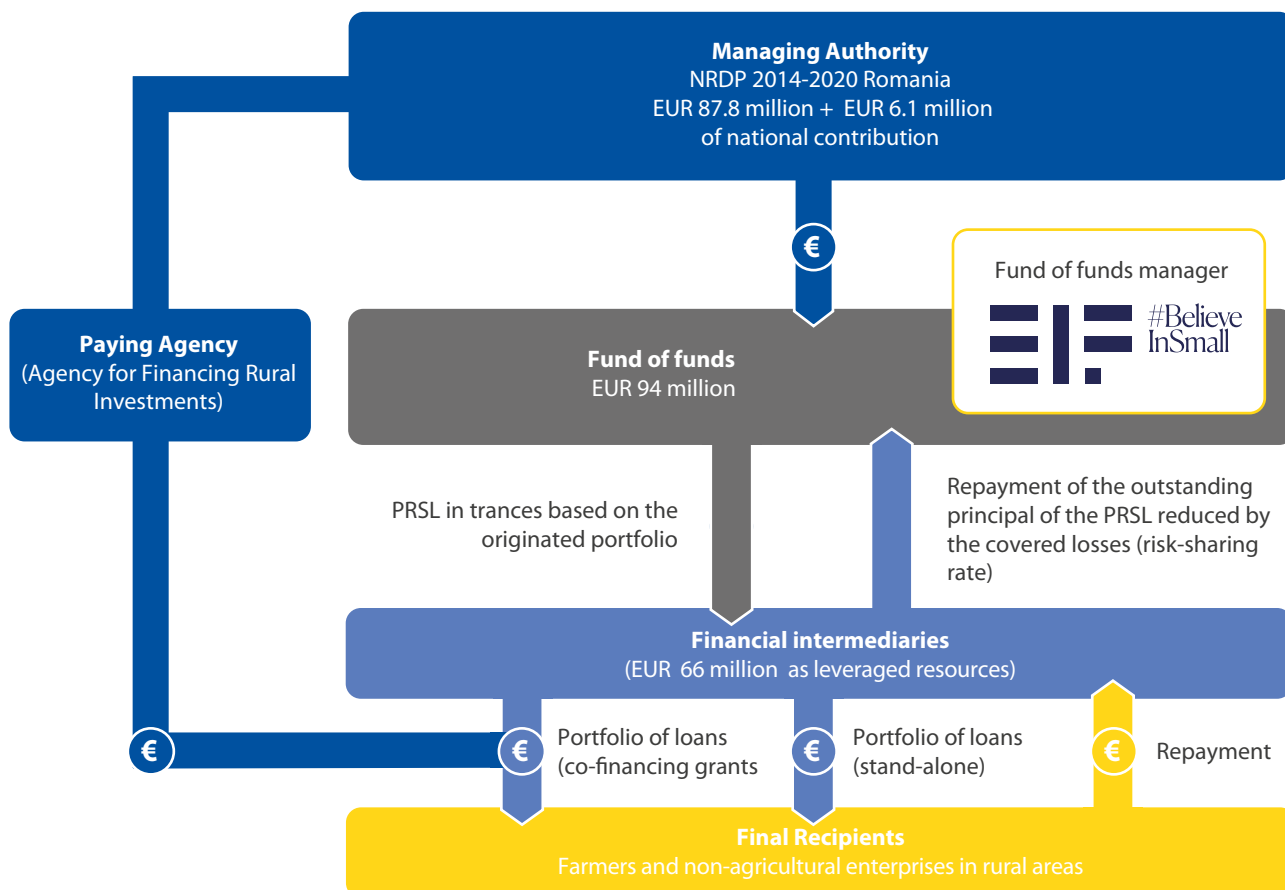 Managing Authority
NRDP 2014-2020 Romania
EUR 87.8 million + EUR 6.1 million
of national contribution
€
Fund of funds manager
EIF.
#Believe
InSmall
Paying Agency
(Agency for Financing Rural
Investments)
Fund of funds
EUR 94 million
PRSL in trances based on the
originated portfolio
Repayment of the outstanding
principal of the PRSL reduced by
the covered losses (risk-sharing
rate)
Financial intermediaries
(EUR 66 million as leveraged resources)
€
€
Portfolio of loans
(co-financing grants
€
Portfolio of loans
(stand-alone)
€
Repayment
Final Recipients
Farmers and non-agricultural enterprises in rural areas